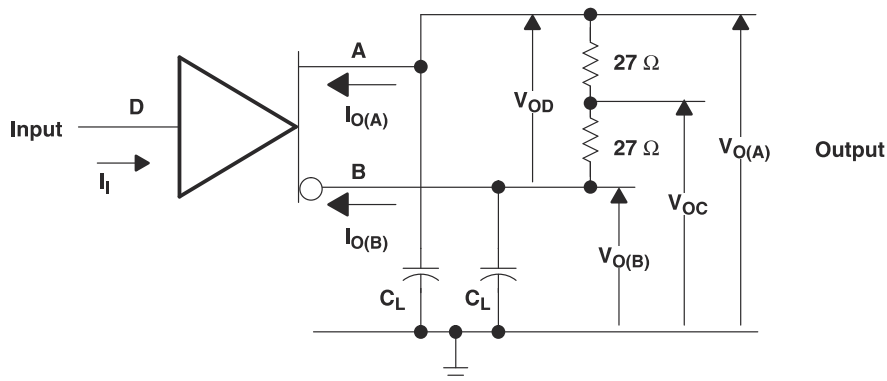 A
27 Ω
I_O(A)
V_OD
D
Input
27 Ω
V_O(A)
Output
B
I_I
V_OC
I_O(B)
V_O(B)
C_L
C_L